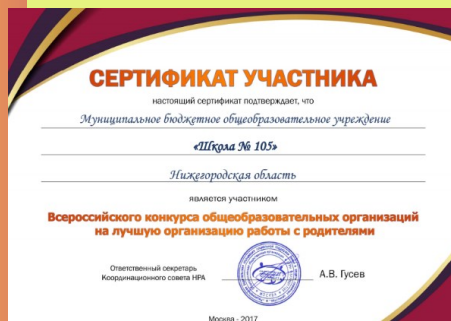 СЕРТИФИКАТ УЧАСТНИКА
настоящий сертификат подтверждает, что
Муниципальное бюджетное общеобразовательное учреждение
«Школа № 105»
Нижегородская область
является участником
Всероссийского конкурса общеобразовательных организаций
на лучшую организацию работы с родителями
Ответственный секретарь
Координационного совета НРА
А.В. Гусев
Москва - 2017